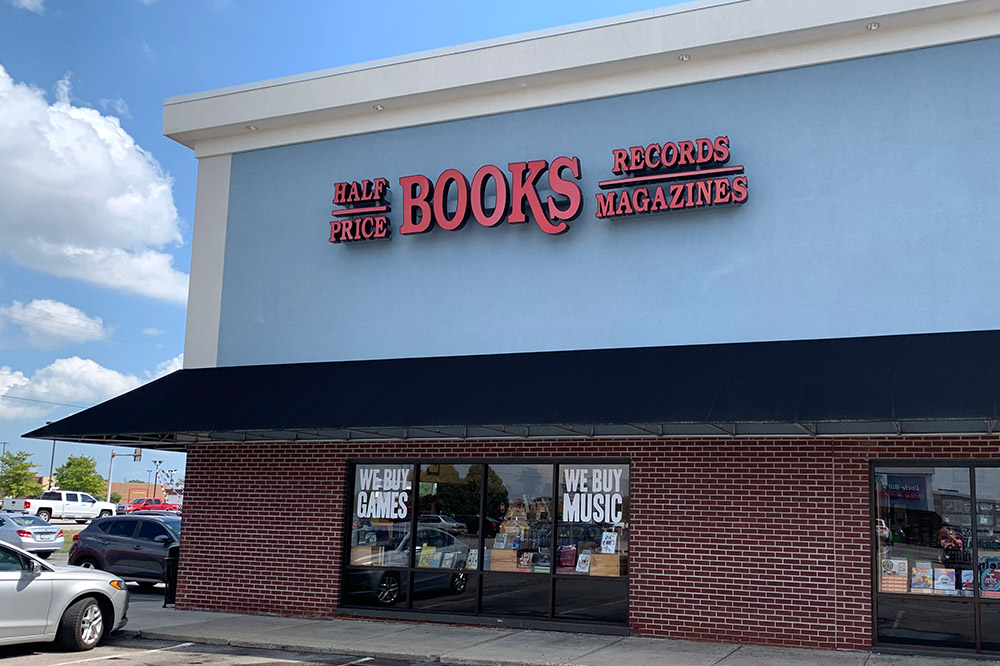 HALF
PRICE
BOOKS
RECORDS
MAGAZINES
WE BUY
GAMES
WE BUY
MUSIC